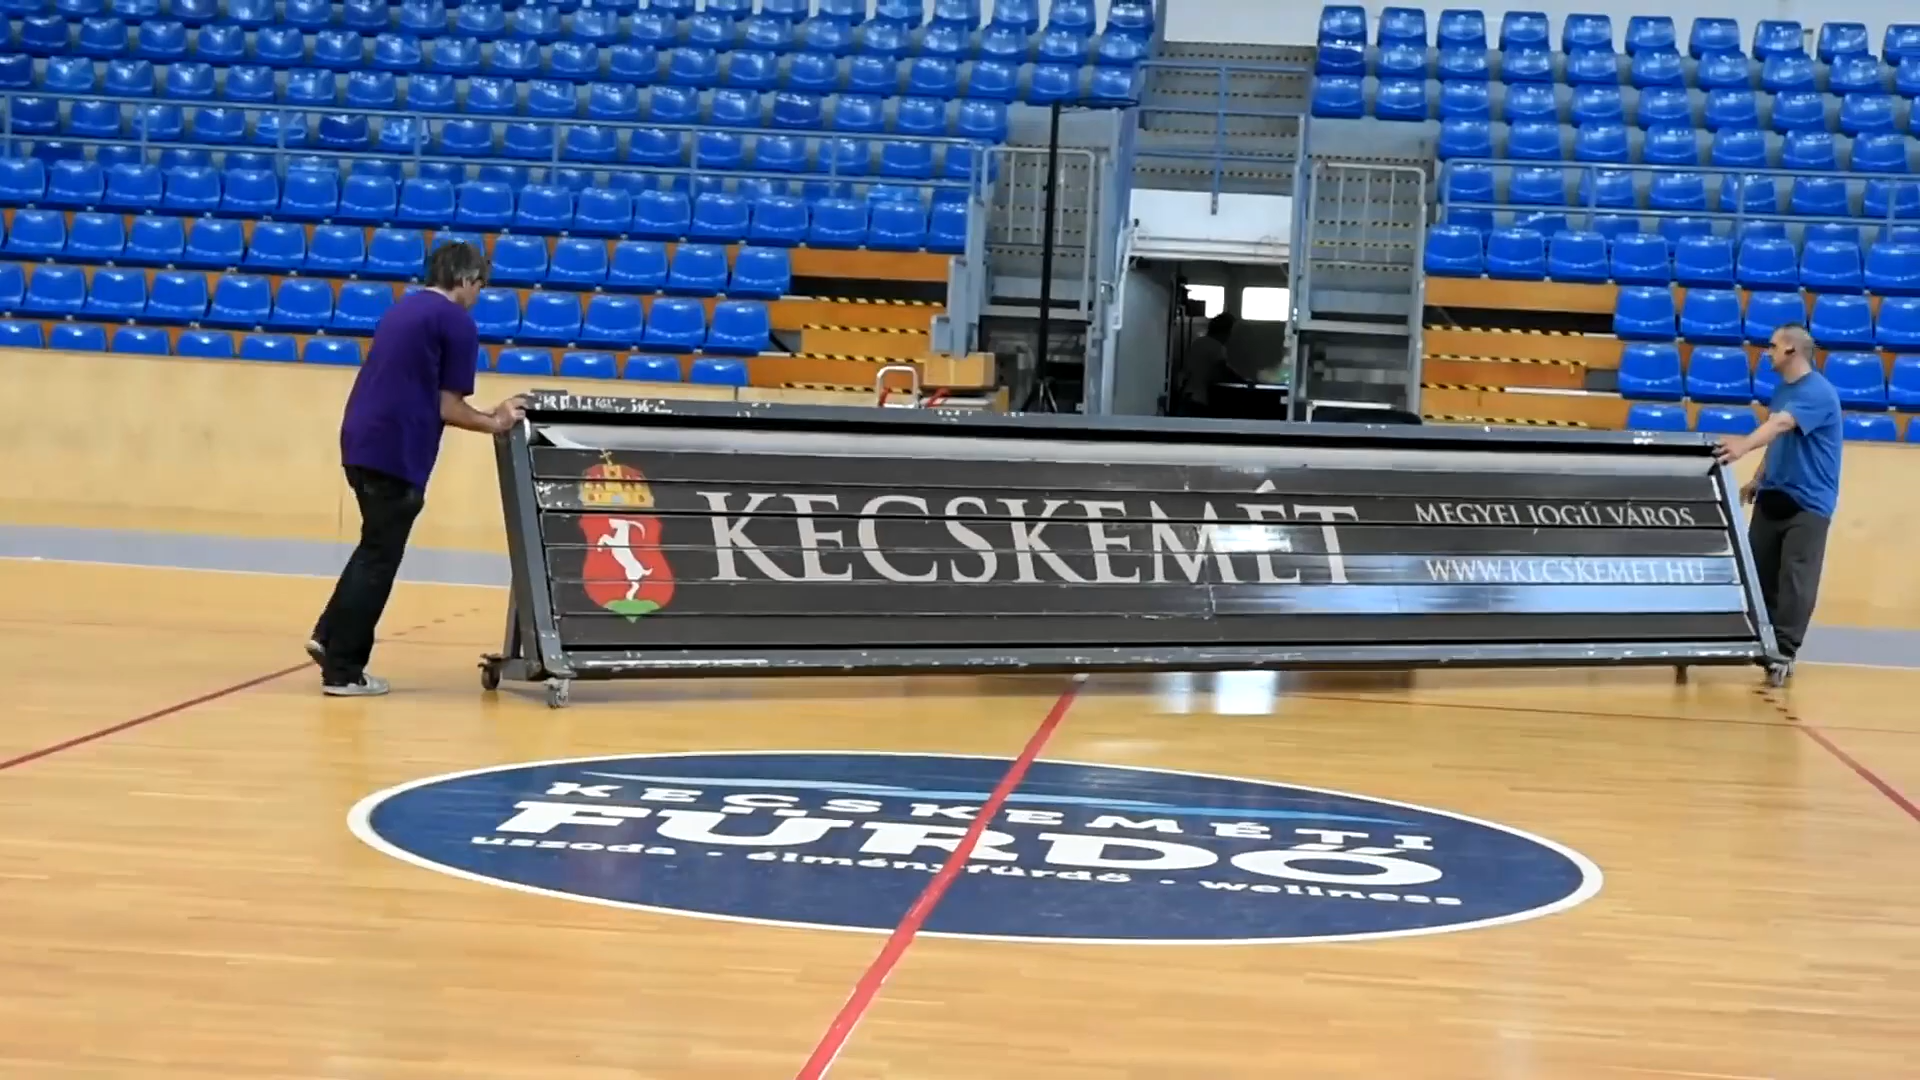 KECSKEMÉT
MEGYEI JOGÚ VÁROS
WWW.KECSKEMET.HU
KECSKEMÉTI
FÜRDŐ
uszoda · élményfürdő · wellness